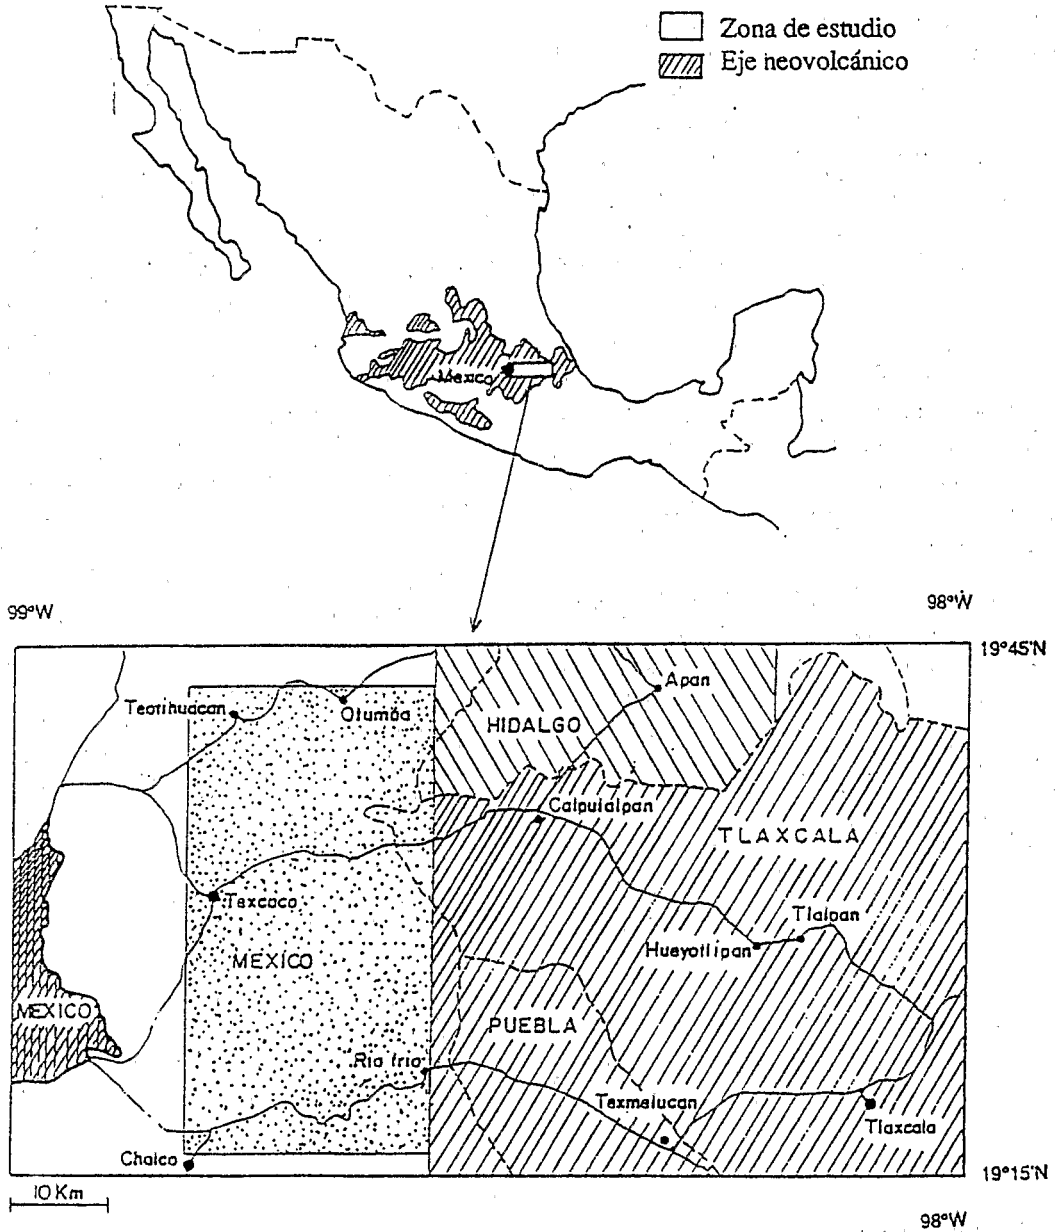 Zona de estudio
Eje neovolcánico
Mexico
99°W
98°W
19°45'N
Apan
Teotihuacan
Otumba
HIDALGO
Calpulalpan
TLAXCALA
Texcoco
Tlalpan
Hueyotlipan
MEXICO
MEXICO
PUEBLA
Rio frio
Texmelucan
Tlaxcala
Chalco
19°15'N
10 Km
98°W